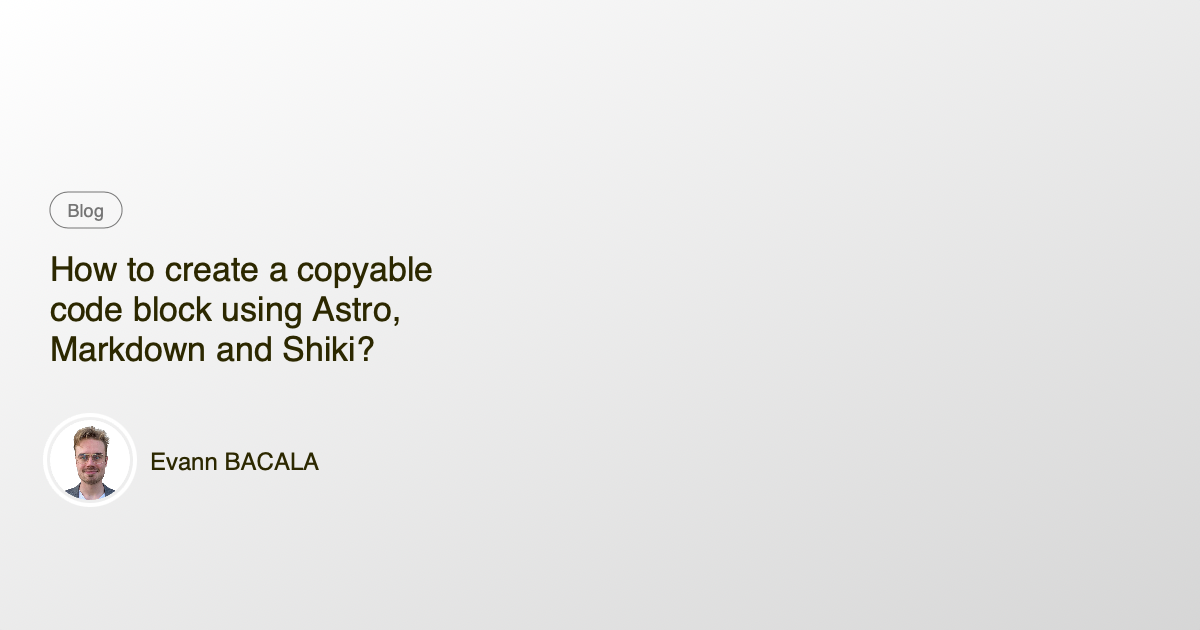 Blog
How to create a copyable
code block using Astro,
Markdown and Shiki?
Evann BACALA